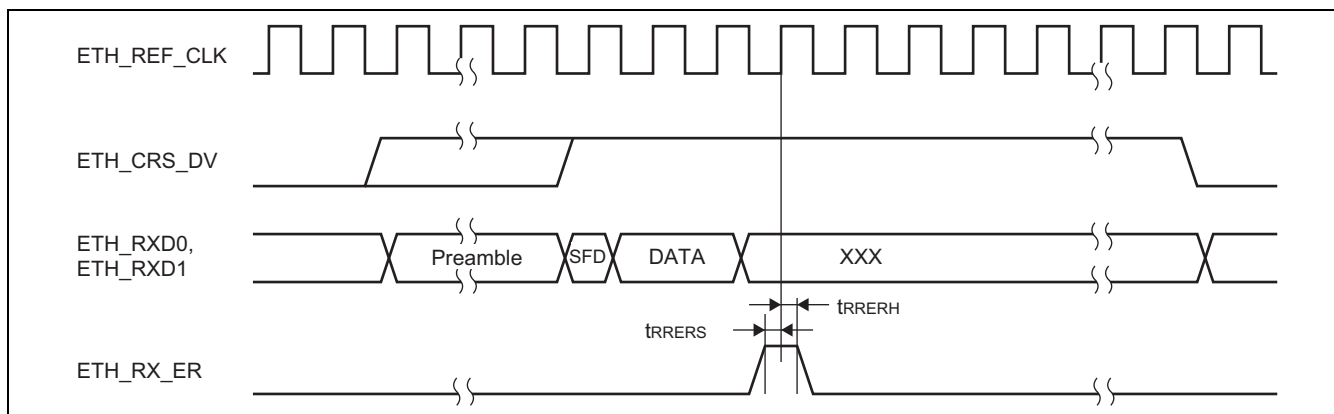 ETH_REF_CLK
ETH_CRS_DV
ETH_RXD0,
ETH_RXD1
Preamble
SFD
DATA
XXX
tRRERH
tRRERS
ETH_RX_ER